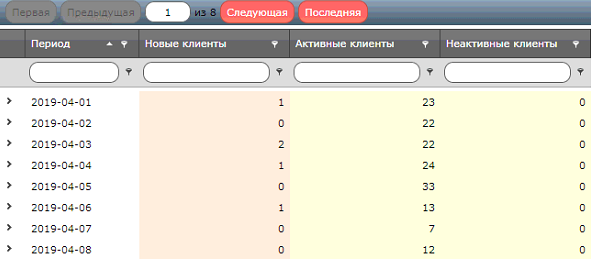 Первая Предыдущая 1 из 8 Следующая Последняя
Период Новые клиенты Активные клиенты Неактивные клиенты
2019-04-01 1 23 0
2019-04-02 0 22 0
2019-04-03 2 22 0
2019-04-04 1 24 0
2019-04-05 0 33 0
2019-04-06 1 13 0
2019-04-07 0 7 0
2019-04-08 0 12 0